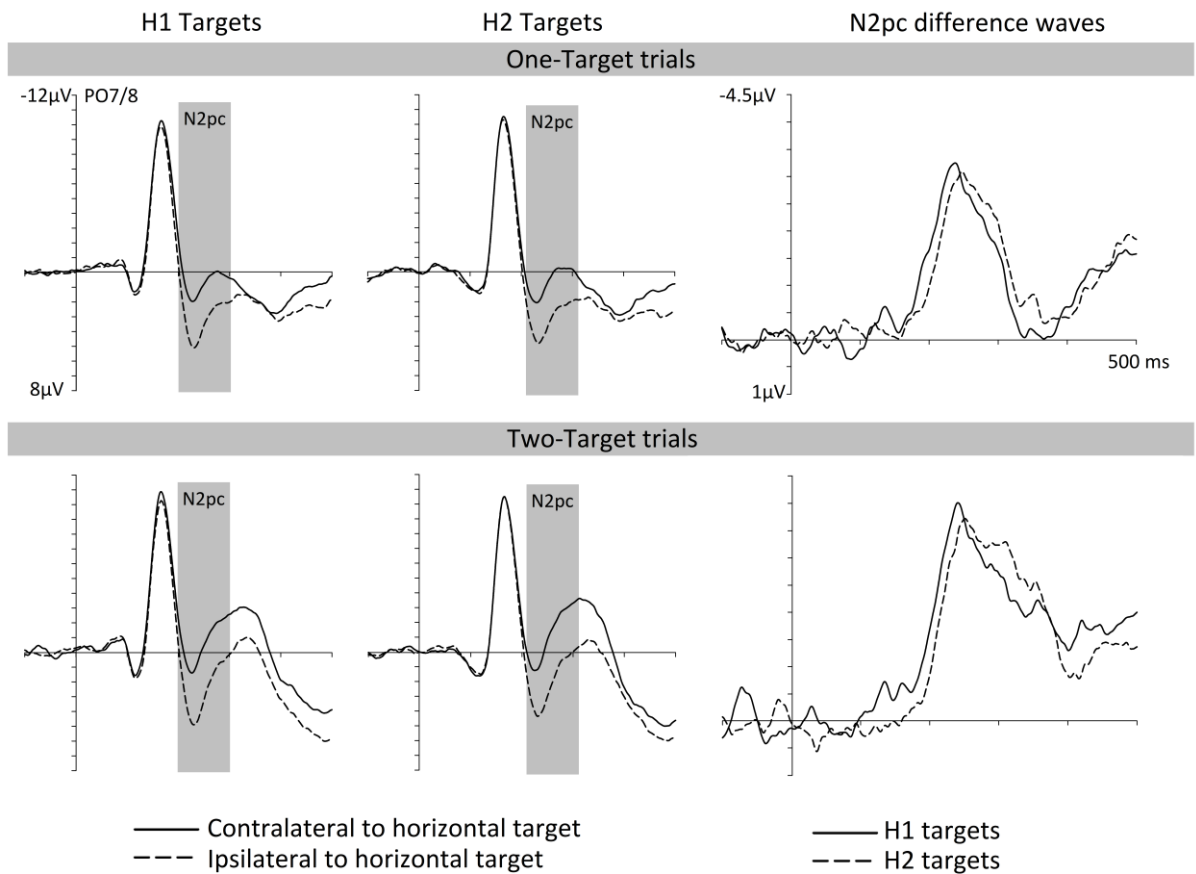 H1 Targets
H2 Targets
N2pc difference waves
One-Target trials
-12µV
PO7/8
N2pc
N2pc
-4.5µV
8µV
1µV
500 ms
Two-Target trials
N2pc
N2pc
Contralateral to horizontal target
Ipsilateral to horizontal target
H1 targets
H2 targets